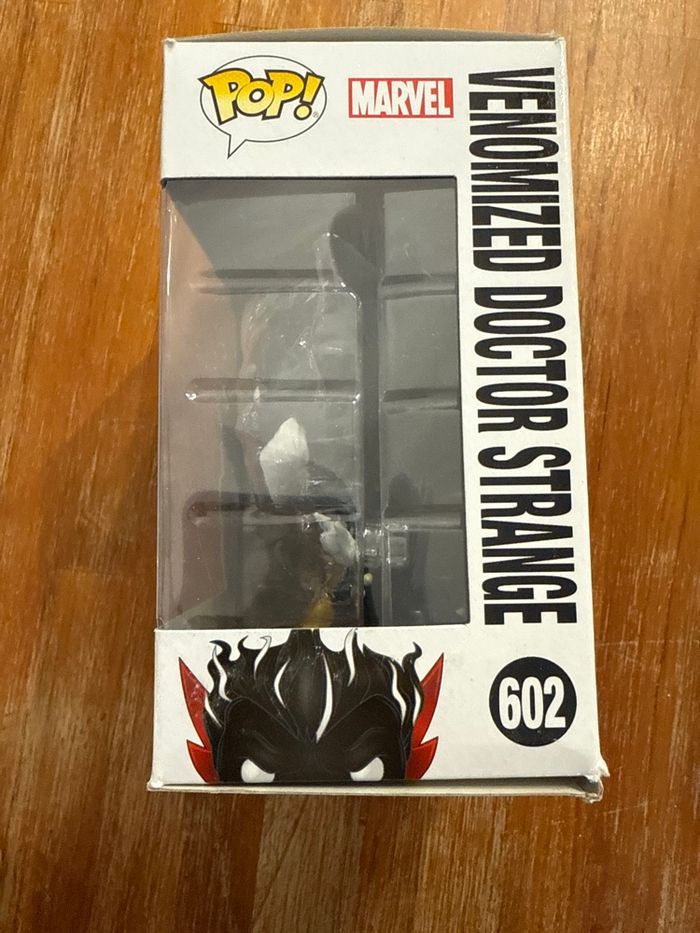 POP!
MARVEL
VENOMIZED DOCTOR STRANGE
602